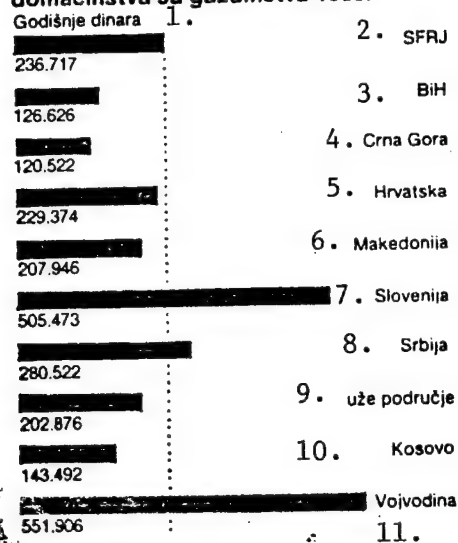 Godišnje dinara 1.
2. SFRJ
236.717
3. BiH
126.626
4. Crna Gora
120.522
5. Hrvatska
229.374
6. Makedonija
207.946
7. Slovenija
505.473
8. Srbija
280.522
9. uže područje
202.876
10. Kosovo
143.492
Vojvodina
551.906
11.